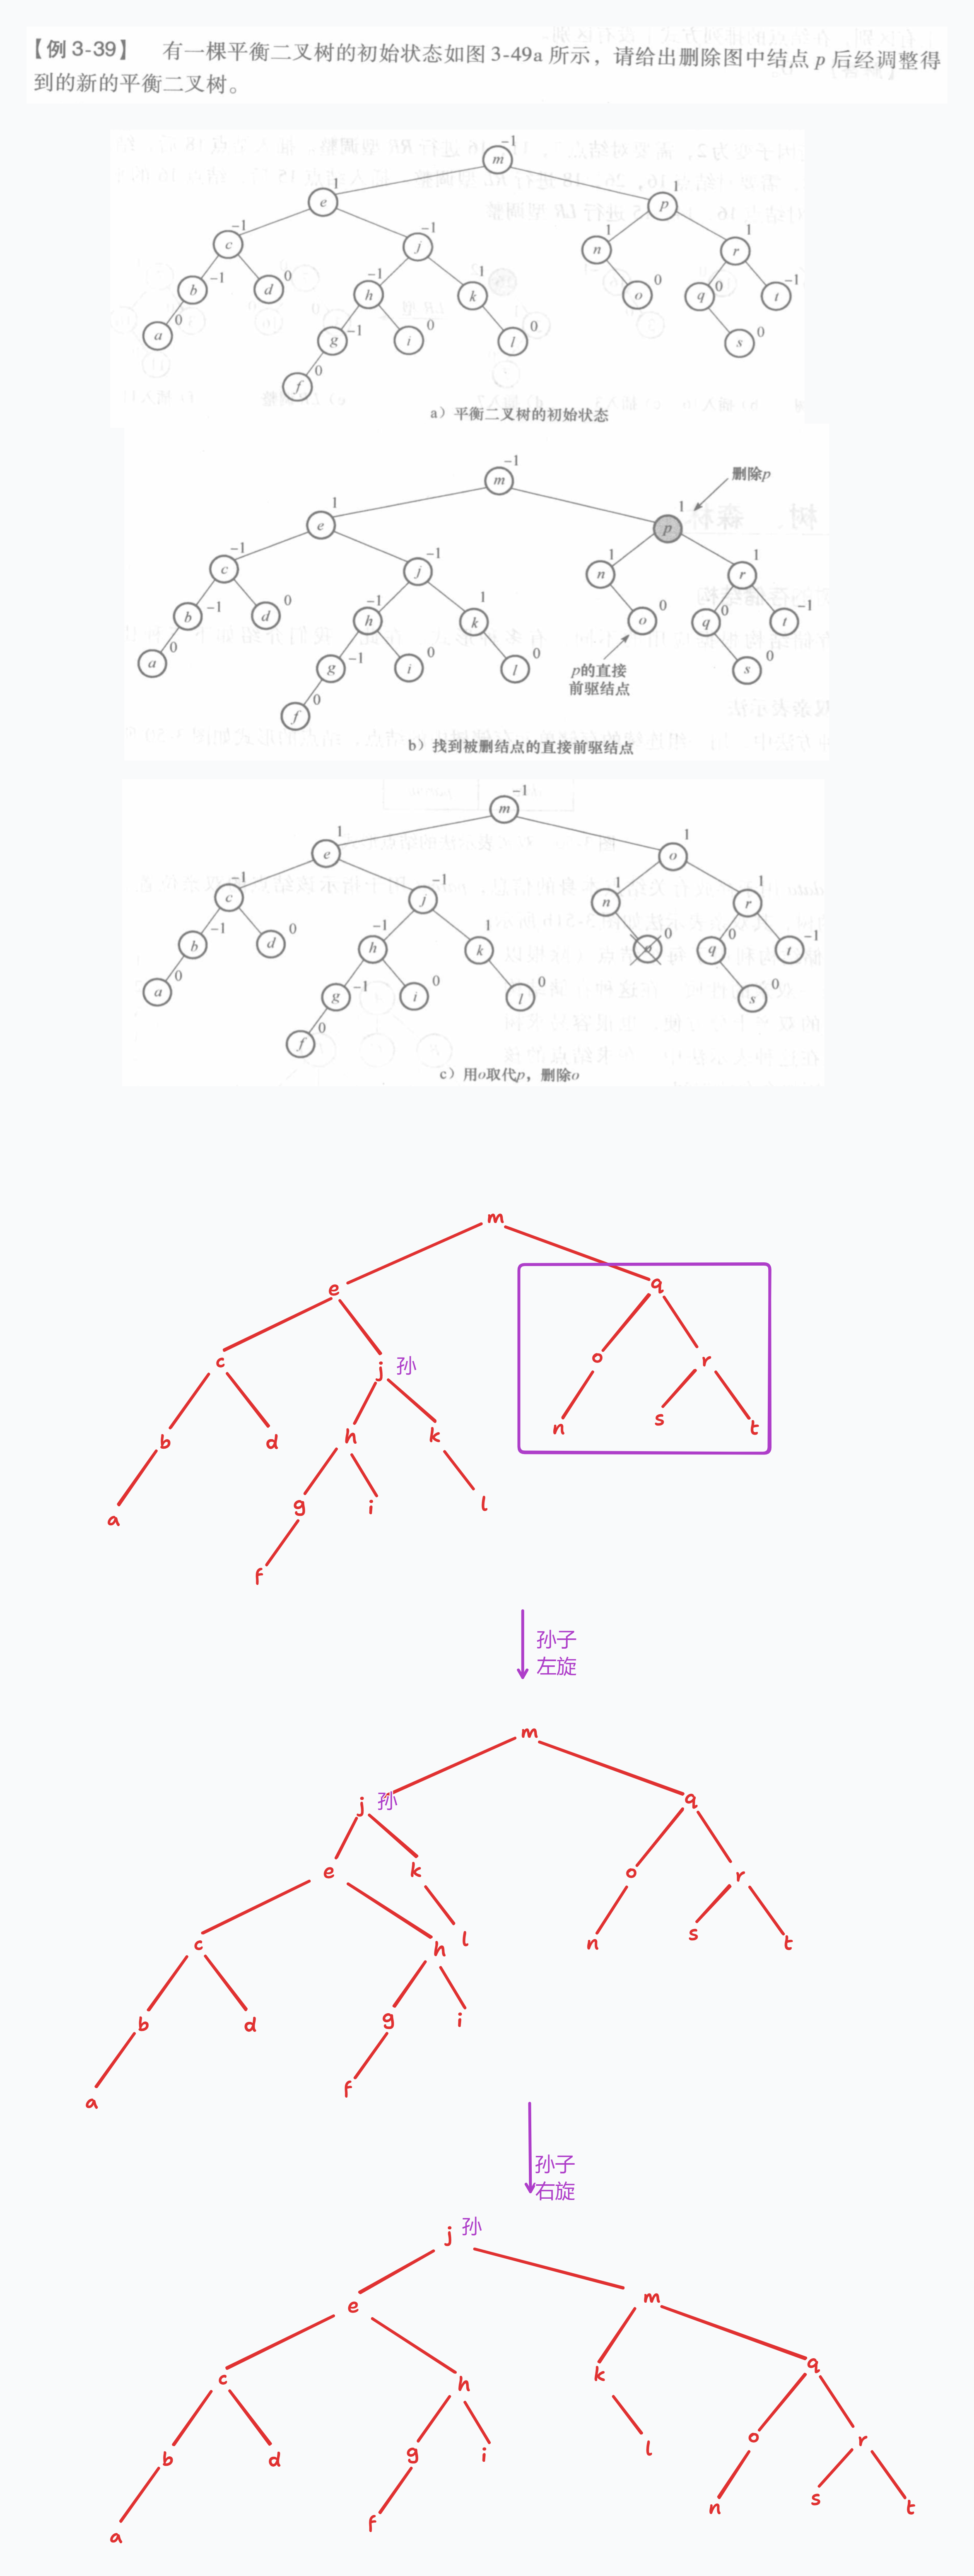 【例 3-39】 有一棵平衡二叉树的初始状态如图 3-49a 所示，请给出删除图中结点 p 后经调整得
到的新的平衡二叉树。
-1
m
1
e
1
p
-1
c
-1
j
1
n
1
r
-1
b
0
d
-1
h
1
k
0
o
0
q
-1
t
0
a
-1
g
0
i
0
l
0
s
0
f
a）平衡二叉树的初始状态
-1
m
删除p
1
e
1
p
-1
c
-1
j
1
n
1
r
-1
b
0
d
-1
h
1
k
0
o
0
q
-1
t
0
a
-1
g
0
i
0
l
p的直接
前驱结点
0
s
0
f
b）找到被删结点的直接前驱结点
-1
m
1
e
1
o
-1
c
-1
j
1
n
1
r
-1
b
0
d
-1
h
1
k
0
0
q
-1
t
0
a
-1
g
0
i
0
l
0
s
0
f
c）用o取代p，删除o
m
e
q
c
j 孙
o
r
b
d
h
k
n
s
t
a
g
i
l
f
孙子
左旋
m
j 孙
q
e
k
o
r
c
h
l
n
s
t
b
d
g
i
a
f
孙子
右旋
j 孙
e
m
c
h
k
q
b
d
g
i
l
o
r
a
f
n
s
t